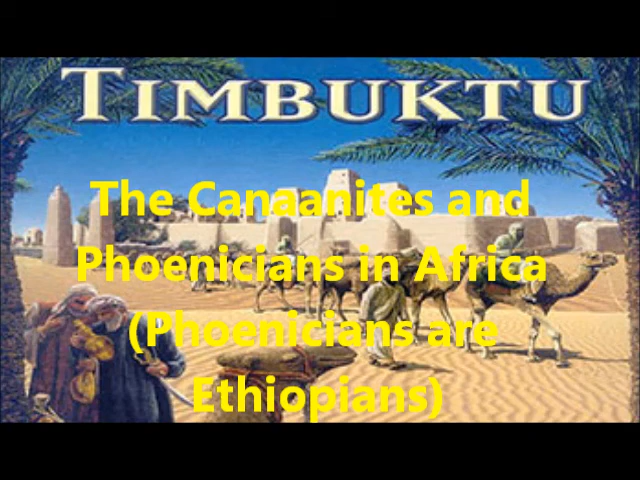 TIMBUKTU
The Canaanites and
Phoenicians in Africa
(Phoenicians are
Ethiopians)